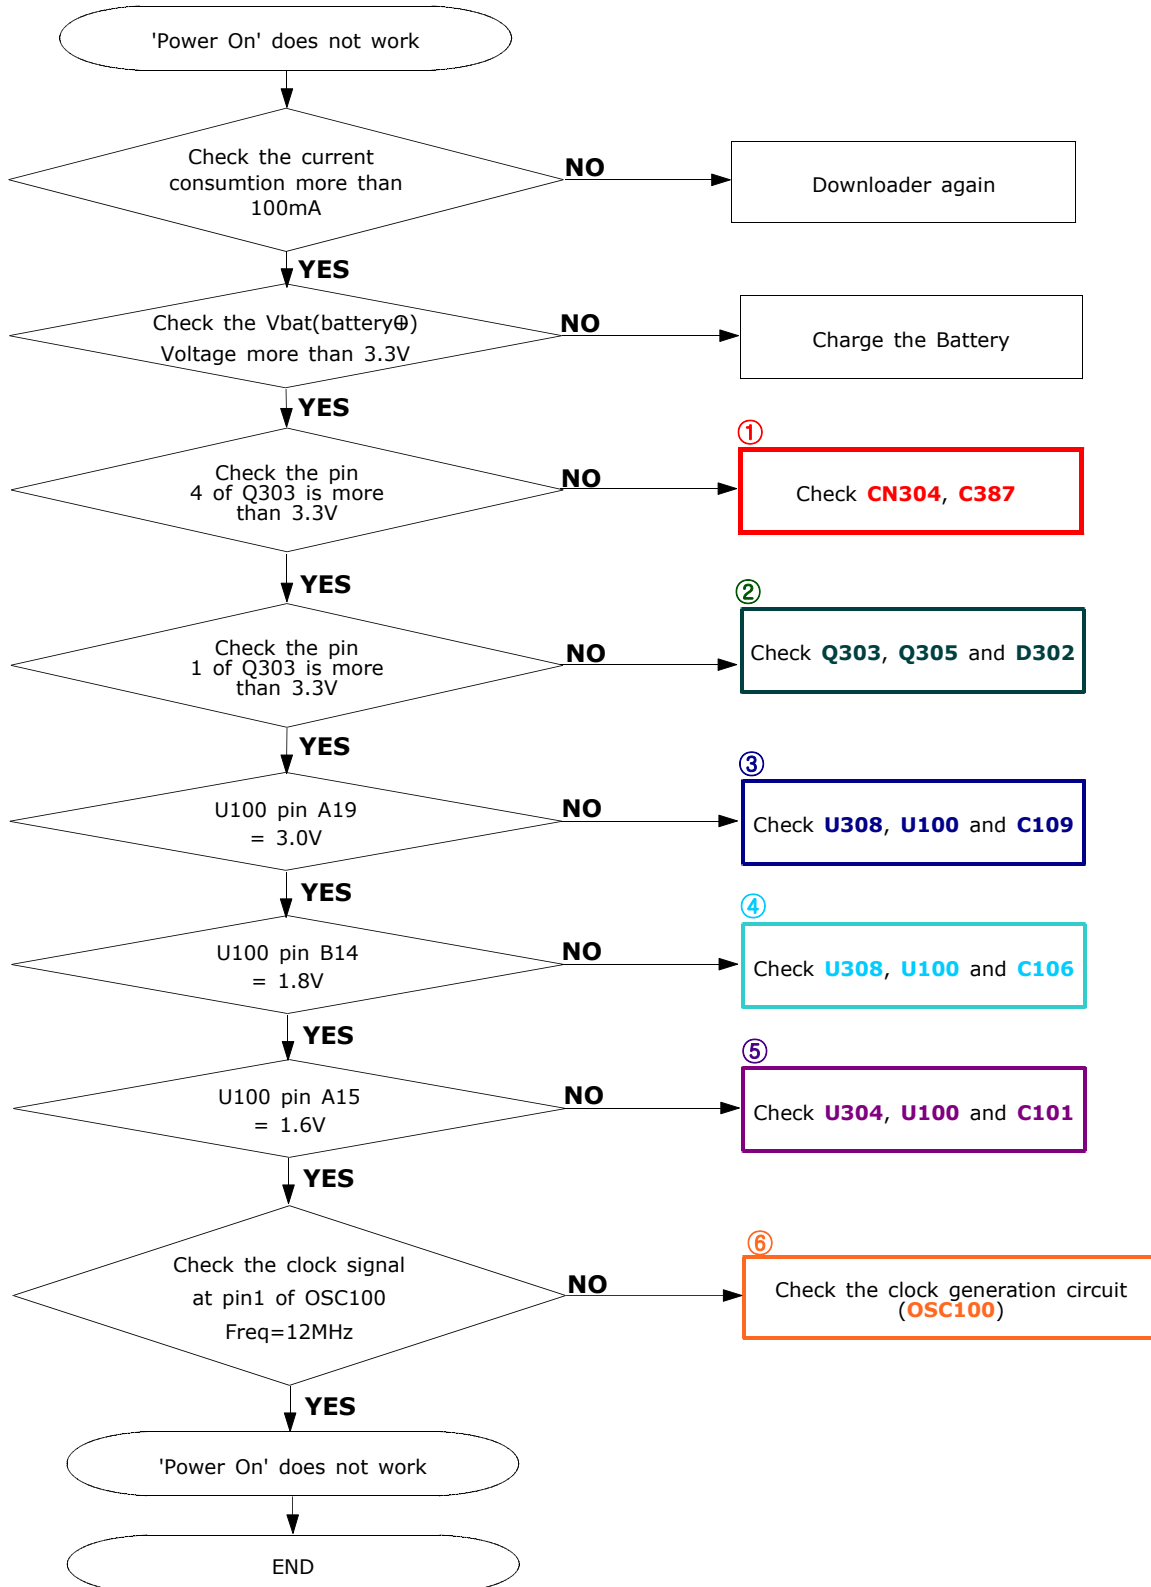 'Power On' does not work
Check the current
consumtion more than
100mA
NO
Downloader again
YES
Check the Vbat(battery⊕)
Voltage more than 3.3V
NO
Charge the Battery
YES
①
Check the pin
4 of Q303 is more
than 3.3V
NO
Check CN304, C387
YES
②
Check the pin
1 of Q303 is more
than 3.3V
NO
Check Q303, Q305 and D302
YES
③
U100 pin A19
= 3.0V
NO
Check U308, U100 and C109
YES
④
U100 pin B14
= 1.8V
NO
Check U308, U100 and C106
YES
⑤
U100 pin A15
= 1.6V
NO
Check U304, U100 and C101
YES
⑥
Check the clock signal
at pin1 of OSC100
Freq=12MHz
NO
Check the clock generation circuit
(OSC100)
YES
'Power On' does not work
END